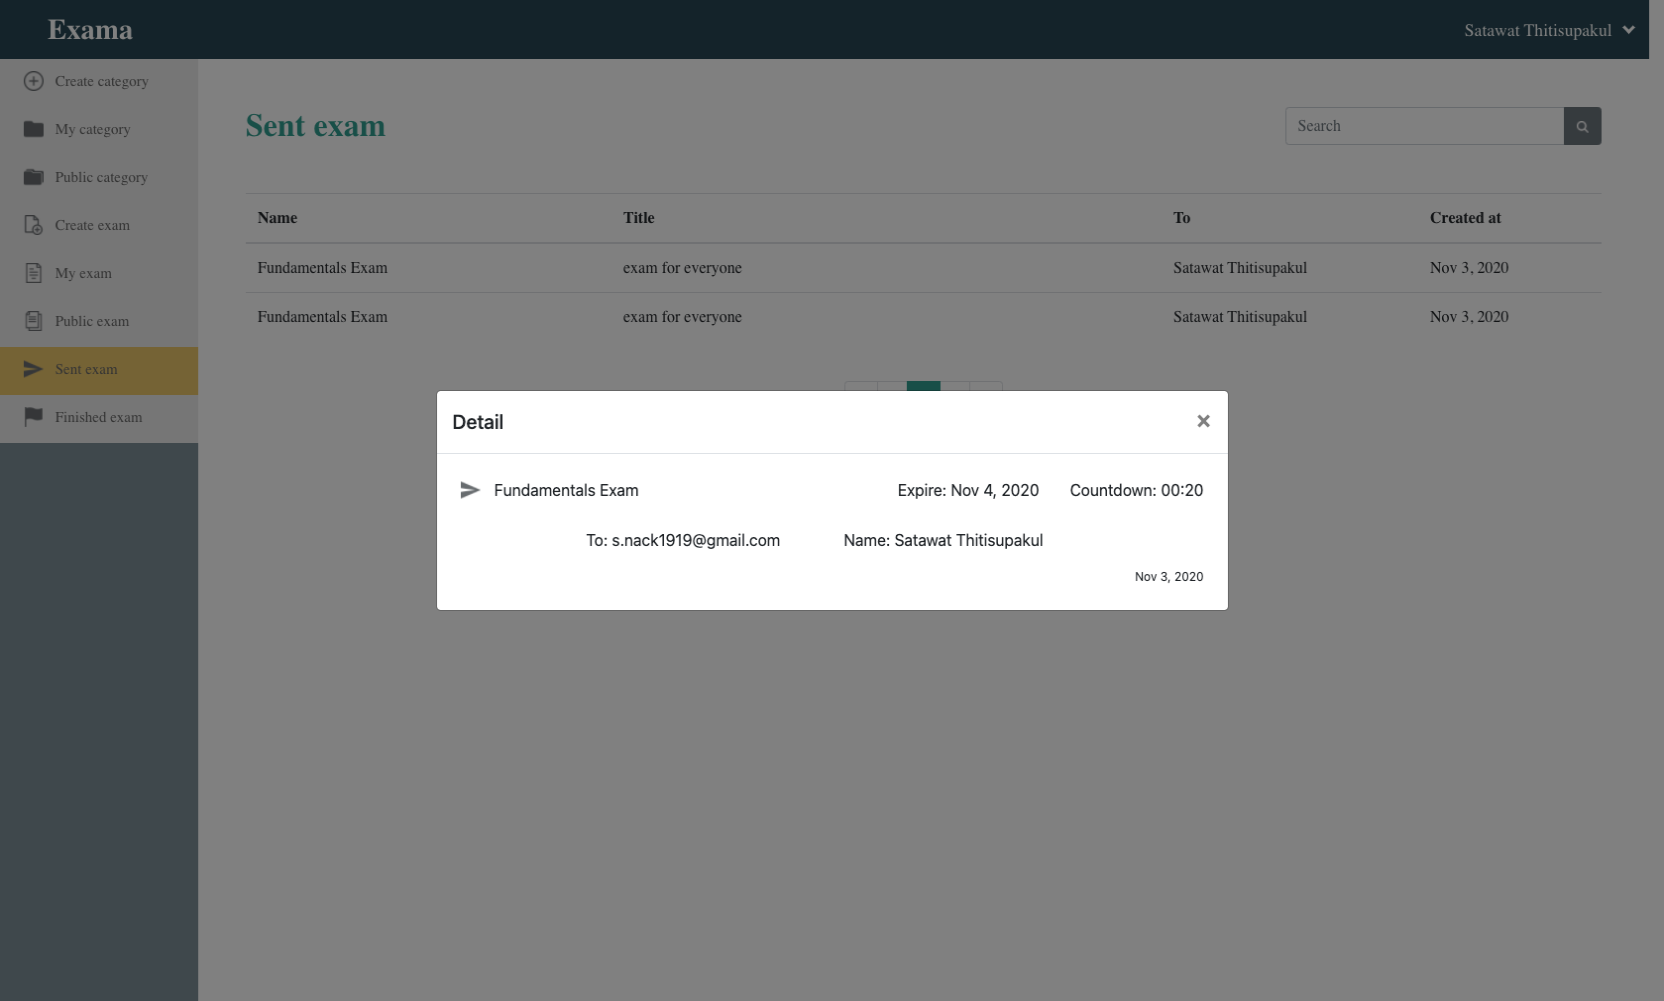 Exama
Satawat Thitisupakul
Create category
My category
Public category
Create exam
My exam
Public exam
Sent exam
Finished exam
Sent exam
Search
Name Title To Created at
Fundamentals Exam exam for everyone Satawat Thitisupakul Nov 3, 2020
Fundamentals Exam exam for everyone Satawat Thitisupakul Nov 3, 2020
Detail
×
Fundamentals Exam Expire: Nov 4, 2020 Countdown: 00:20
To: s.nack1919@gmail.com Name: Satawat Thitisupakul
Nov 3, 2020